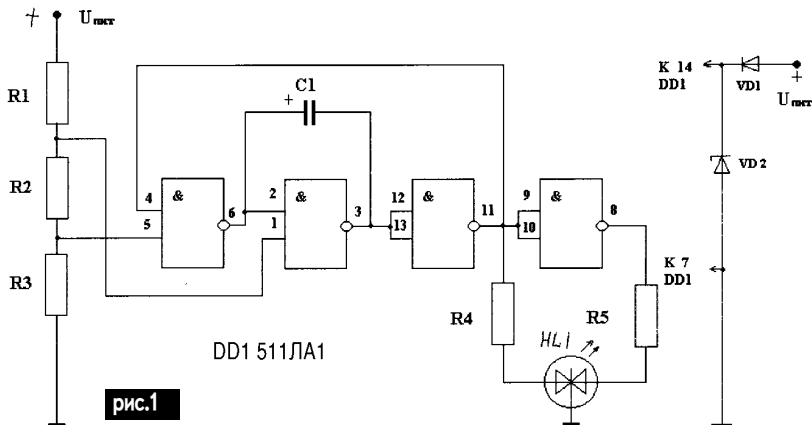 + Uпит
R1
R2
R3
4
5
&
6
C1
+
2
1
&
3
12
13
&
11
9
10
&
8
R4
R5
HL1
DD1 511ЛА1
рис.1
К 14
DD1
VD1
+
Uпит
VD2
К 7
DD1